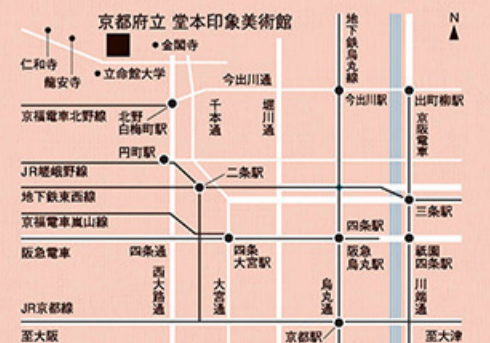 京都府立 堂本印象美術館
N
地下鉄烏丸線
金閣寺
仁和寺
龍安寺
立命館大学
今出川通
今出川駅
出町柳駅
京福電車北野線
北野
白梅町駅
千本通
堀川通
京阪電車
円町駅
JR嵯峨野線
二条駅
地下鉄東西線
三条駅
京福電車嵐山線
四条駅
阪急電車
四条通
四条
大宮駅
阪急
烏丸駅
祇園
四条駅
西大路通
大宮通
烏丸通
川端通
JR京都線
至大阪
京都駅
至大津